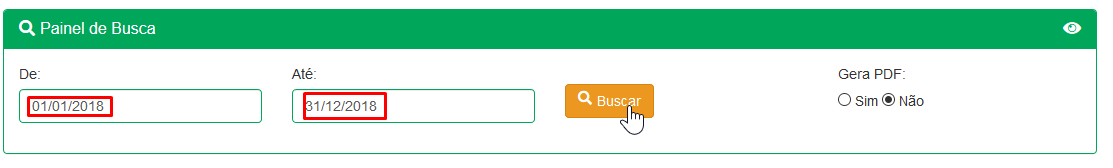 Painel de Busca
De: Até: Gera PDF:
01/01/2018 31/12/2018 Buscar Sim Não